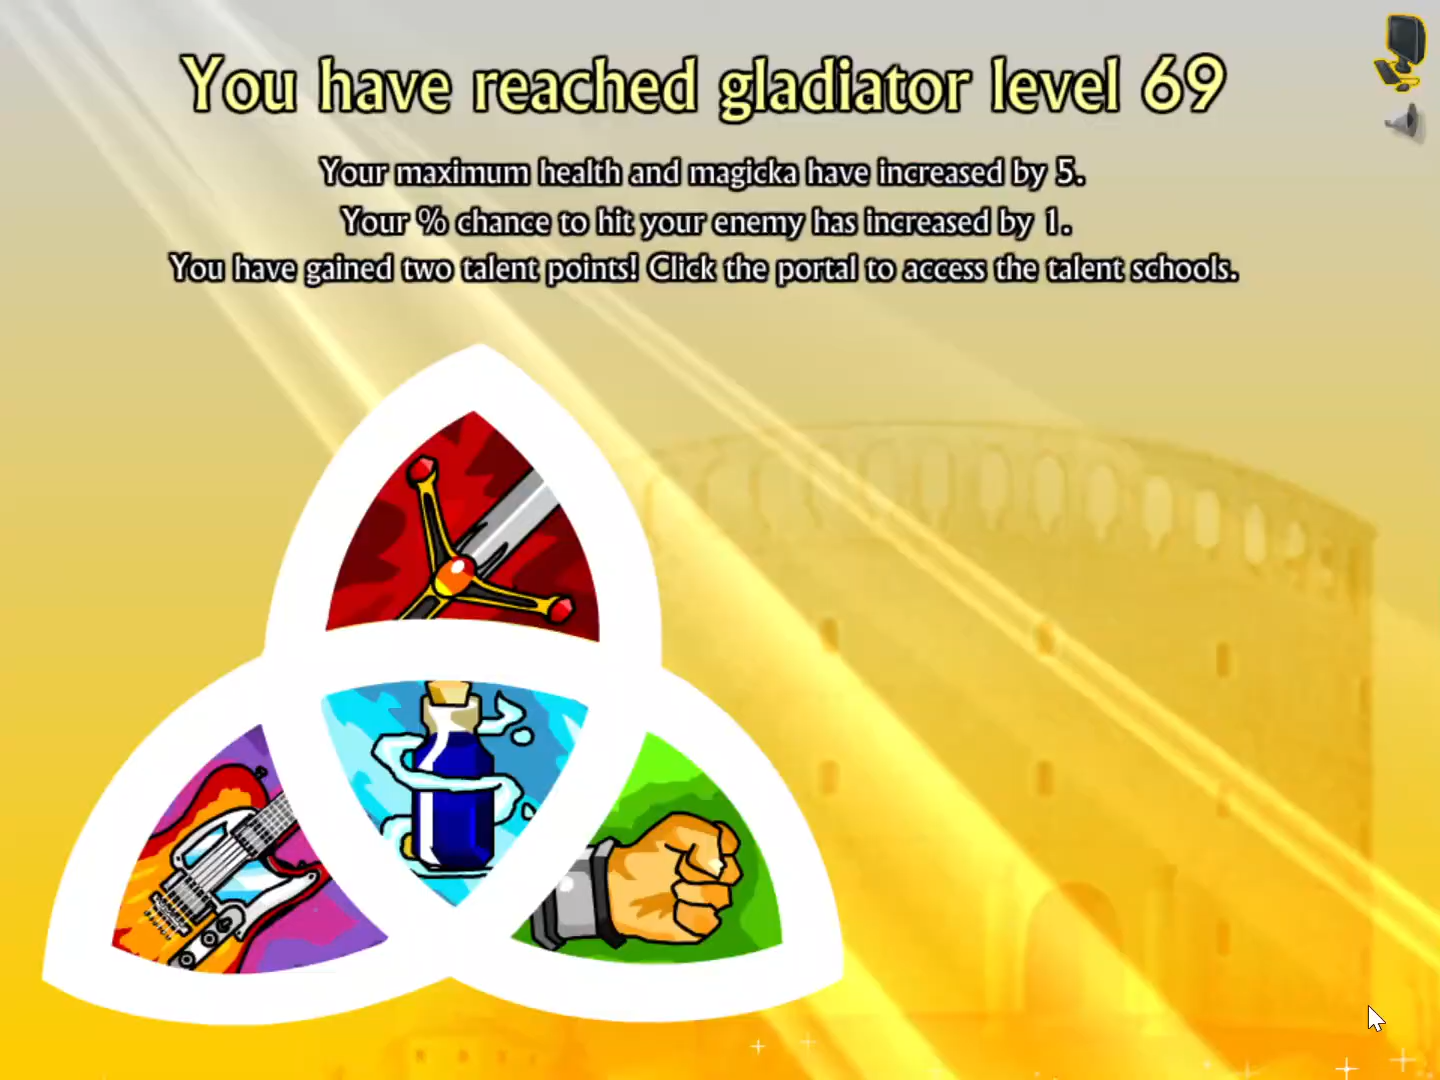 You have reached gladiator level 69
Your maximum health and magicka have increased by 5.
Your % chance to hit your enemy has increased by 1.
You have gained two talent points! Click the portal to access the talent schools.